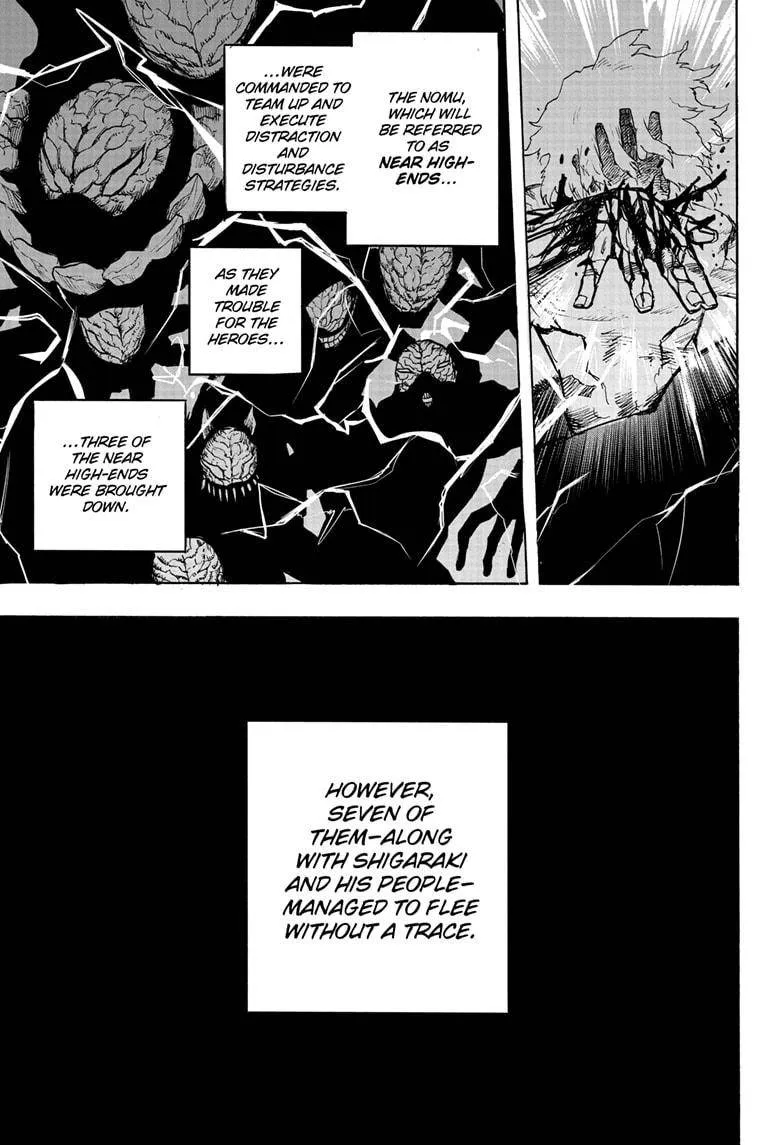 THE NOMU,
WHICH WILL
BE REFERRED
TO AS
NEAR HIGH-
ENDS...
...WERE
COMMANDED TO
TEAM UP AND
EXECUTE
DISTRACTION
AND
DISTURBANCE
STRATEGIES.
AS THEY
MADE
TROUBLE
FOR THE
HEROES...
...THREE OF
THE NEAR
HIGH-ENDS
WERE BROUGHT
DOWN.
HOWEVER,
SEVEN OF
THEM–ALONG
WITH SHIGARAKI
AND HIS PEOPLE–
MANAGED TO FLEE
WITHOUT A TRACE.